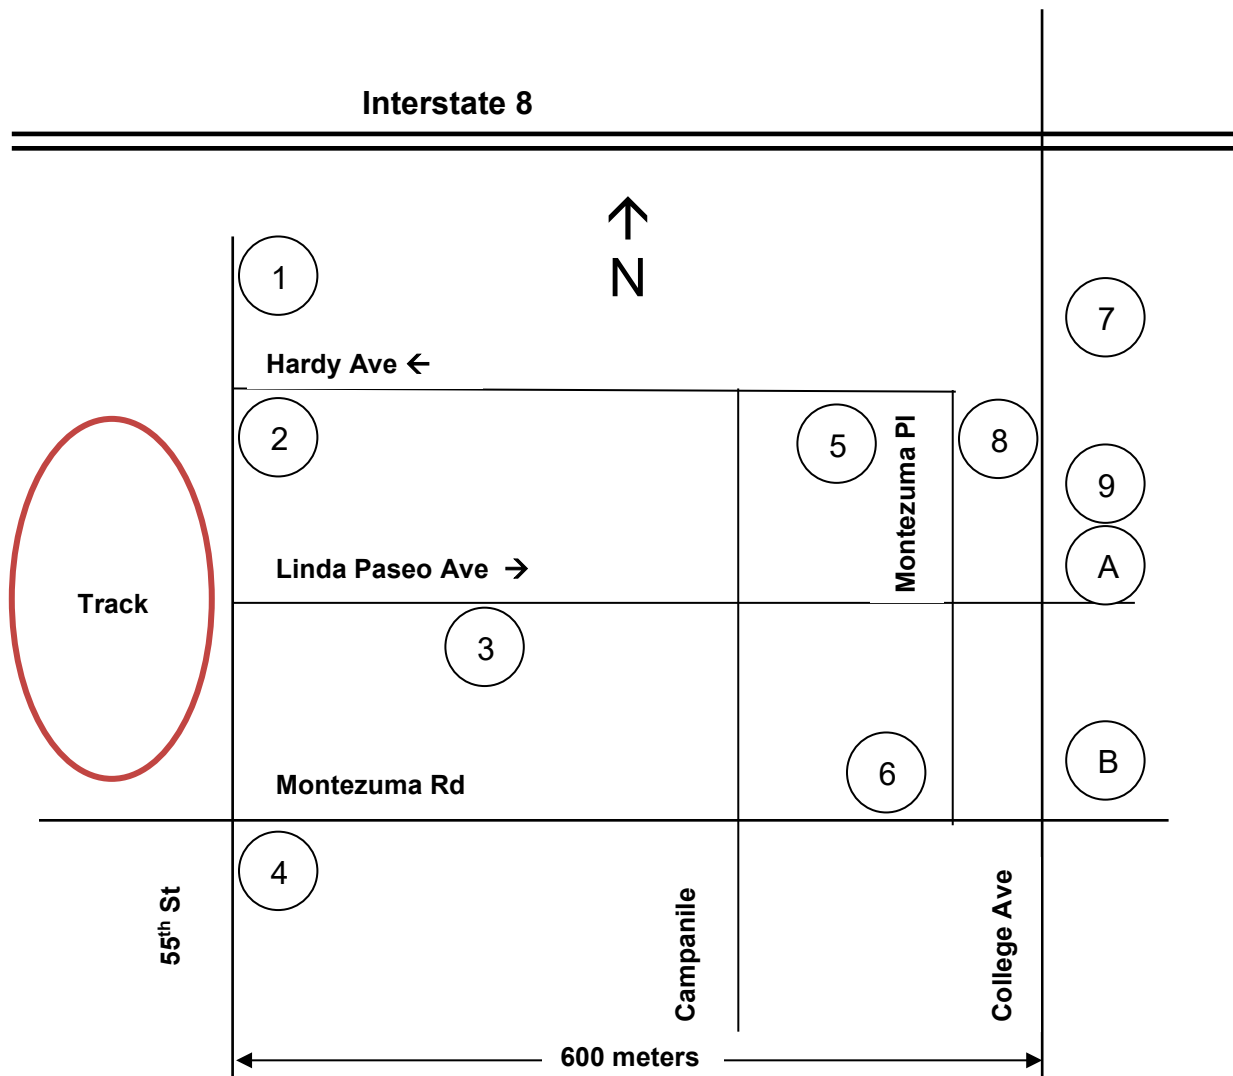 Interstate 8
↑
N
1
7
Hardy Ave ←
2
5
Montezuma Pl
8
9
Linda Paseo Ave →
A
Track
3
Montezuma Rd
6
B
4
55th St
Campanile
College Ave
600 meters